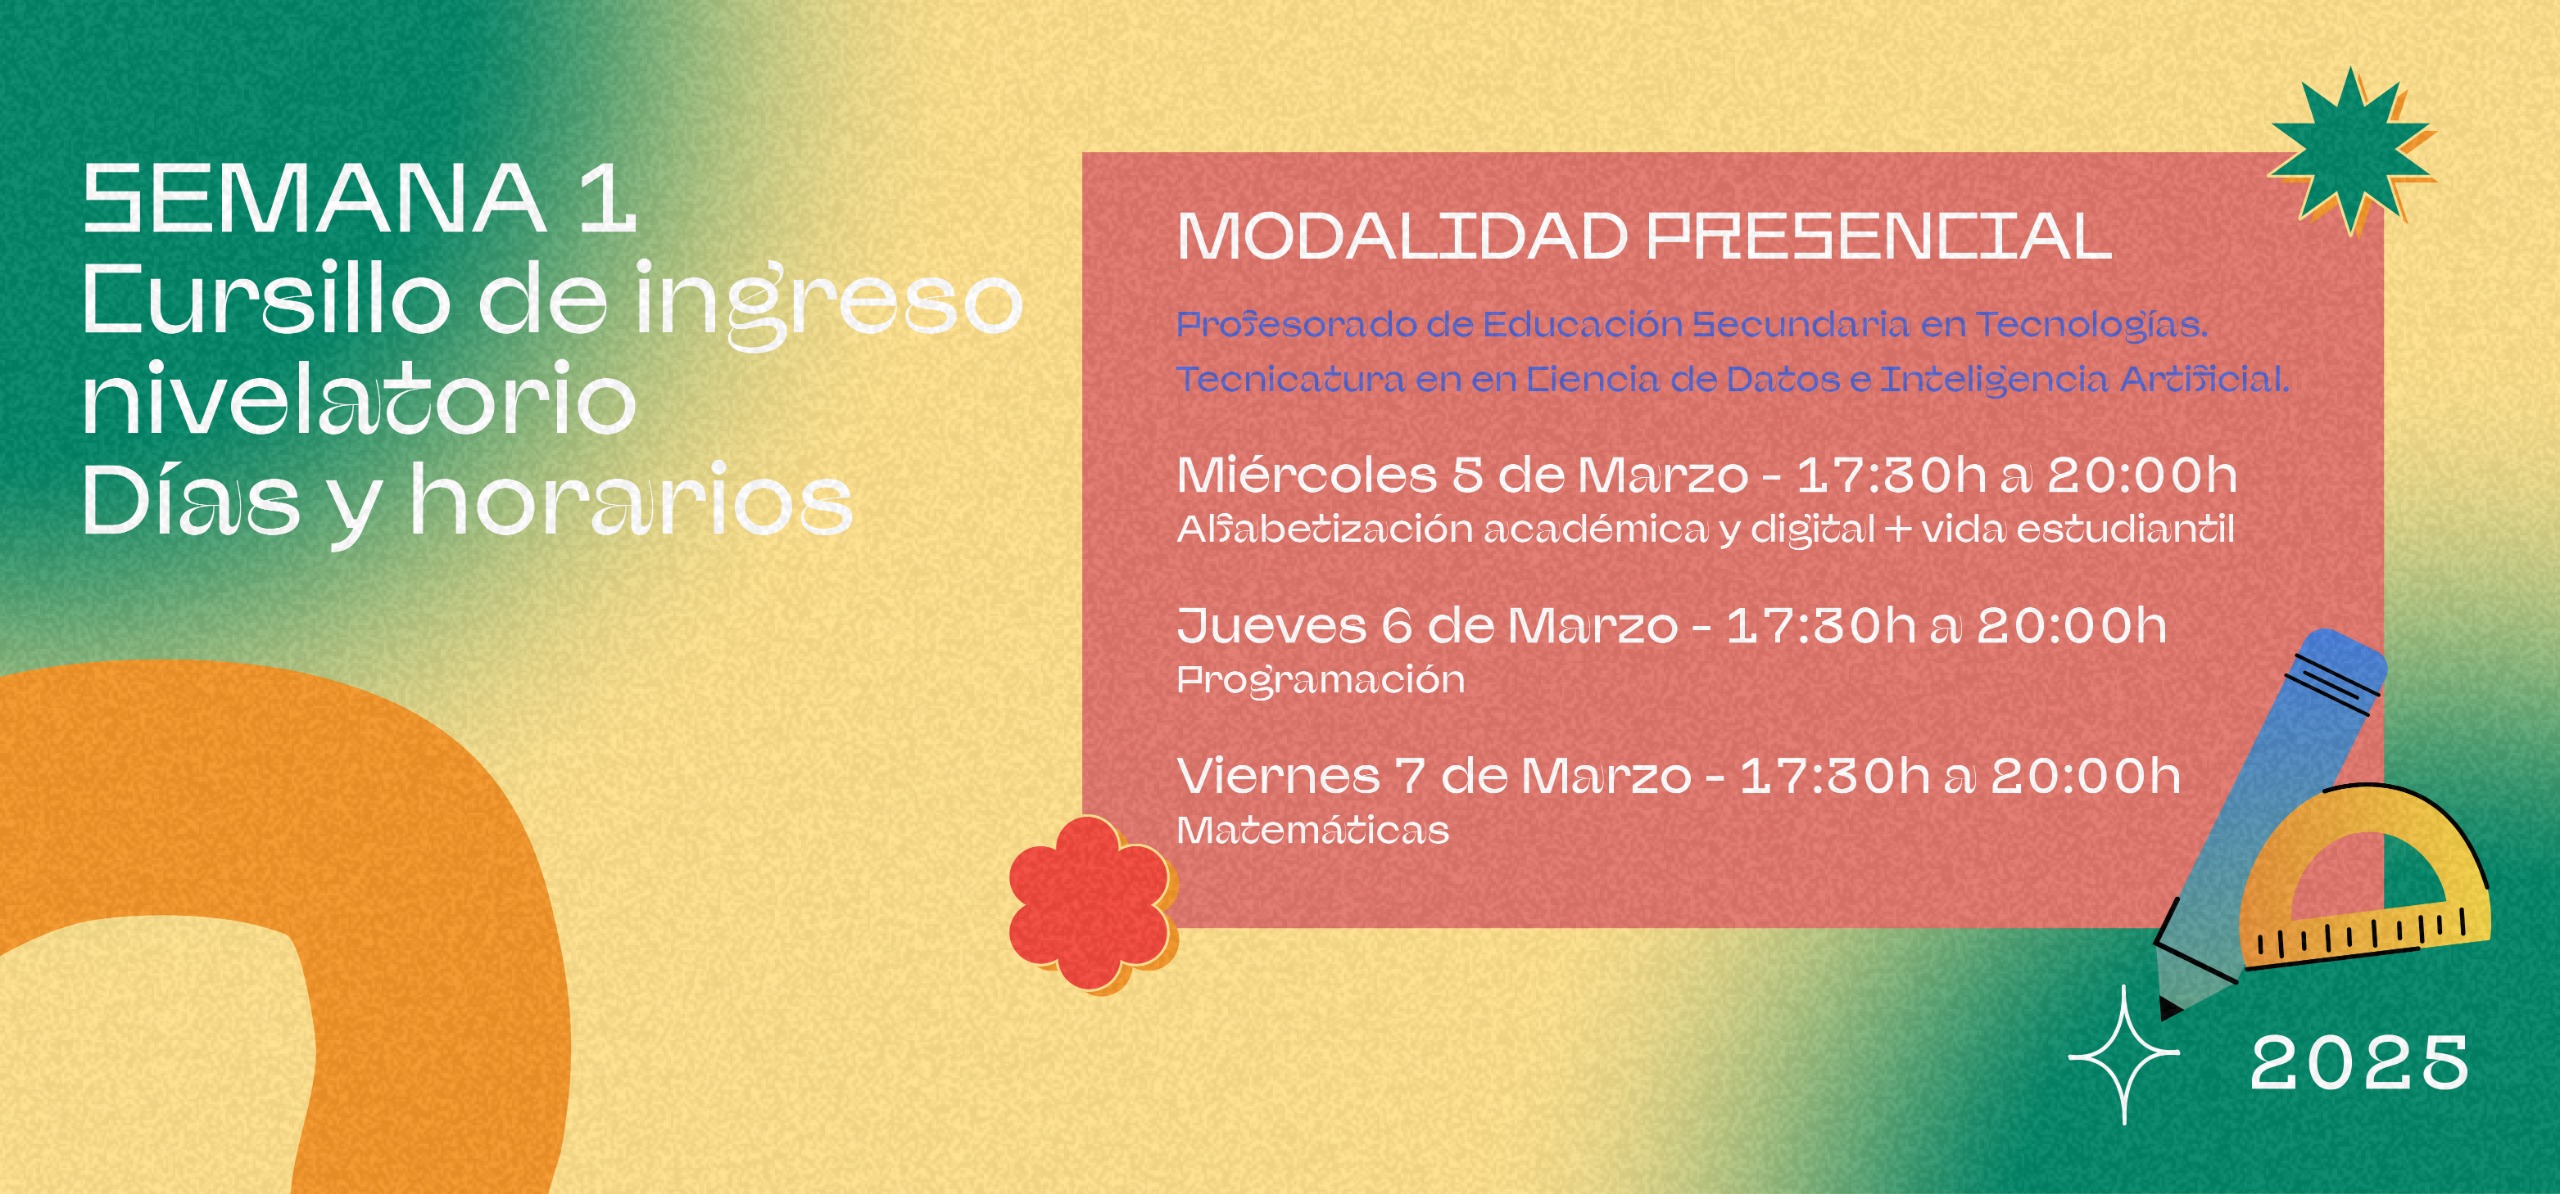 SEMANA 1
Cursillo de ingreso
nivelatorio
Días y horarios
MODALIDAD PRESENCIAL
Profesorado de Educación Secundaria en Tecnologías.
Tecnicatura en en Ciencia de Datos e Inteligencia Artificial.
Miércoles 5 de Marzo - 17:30h a 20:00h
Alfabetización académica y digital + vida estudiantil
Jueves 6 de Marzo - 17:30h a 20:00h
Programación
Viernes 7 de Marzo - 17:30h a 20:00h
Matemáticas
2025